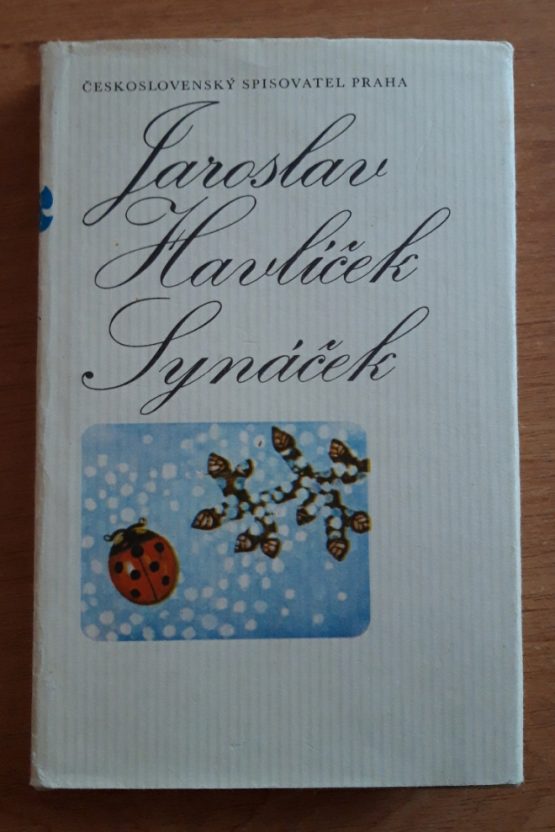 ČESKOSLOVENSKÝ SPISOVATEL PRAHA
Jaroslav
Havlíček
Synáček